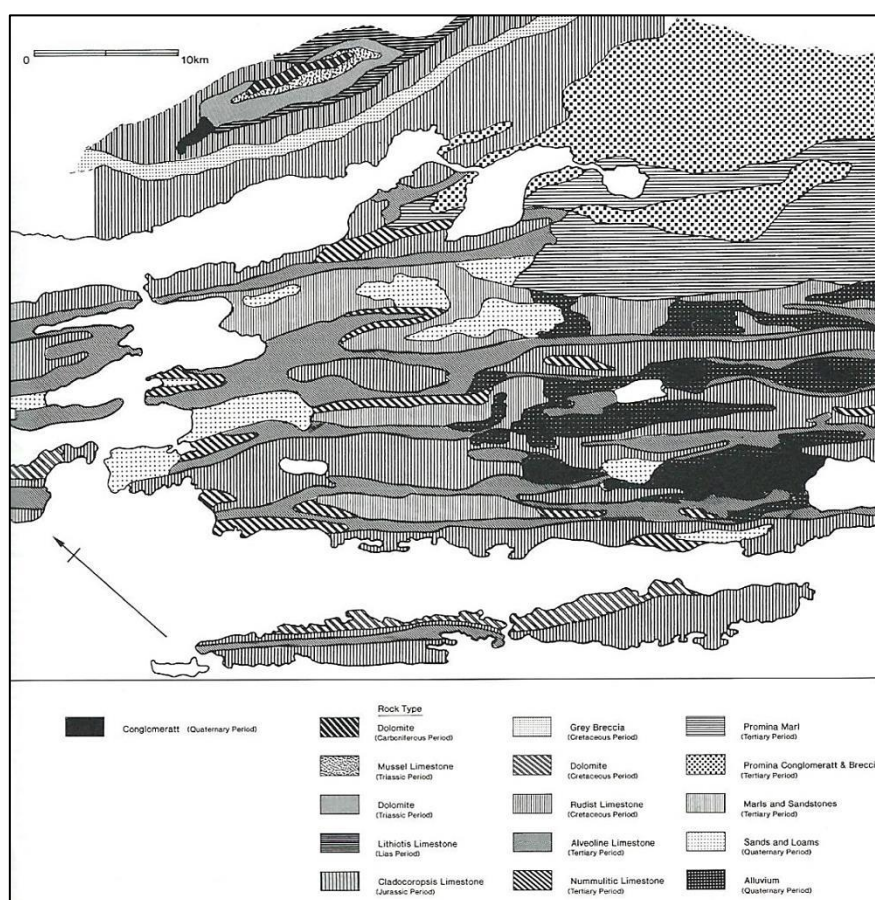 0
10km
Rock Type
Conglomeratt (Quaternary Period)
Dolomite
(Carboniferous Period)
Mussel Limestone
(Triassic Period)
Dolomite
(Triassic Period)
Lithiotis Limestone
(Lias Period)
Cladocoropsis Limestone
(Jurassic Period)
Grey Breccia
(Cretaceous Period)
Dolomite
(Cretaceous Period)
Rudist Limestone
(Cretaceous Period)
Alveoline Limestone
(Tertiary Period)
Nummulitic Limestone
(Tertiary Period)
Promina Marl
(Tertiary Period)
Promina Conglomeratt & Breccia
(Tertiary Period)
Marls and Sandstones
(Tertiary Period)
Sands and Loams
(Quaternary Period)
Alluvium
(Quaternary Period)